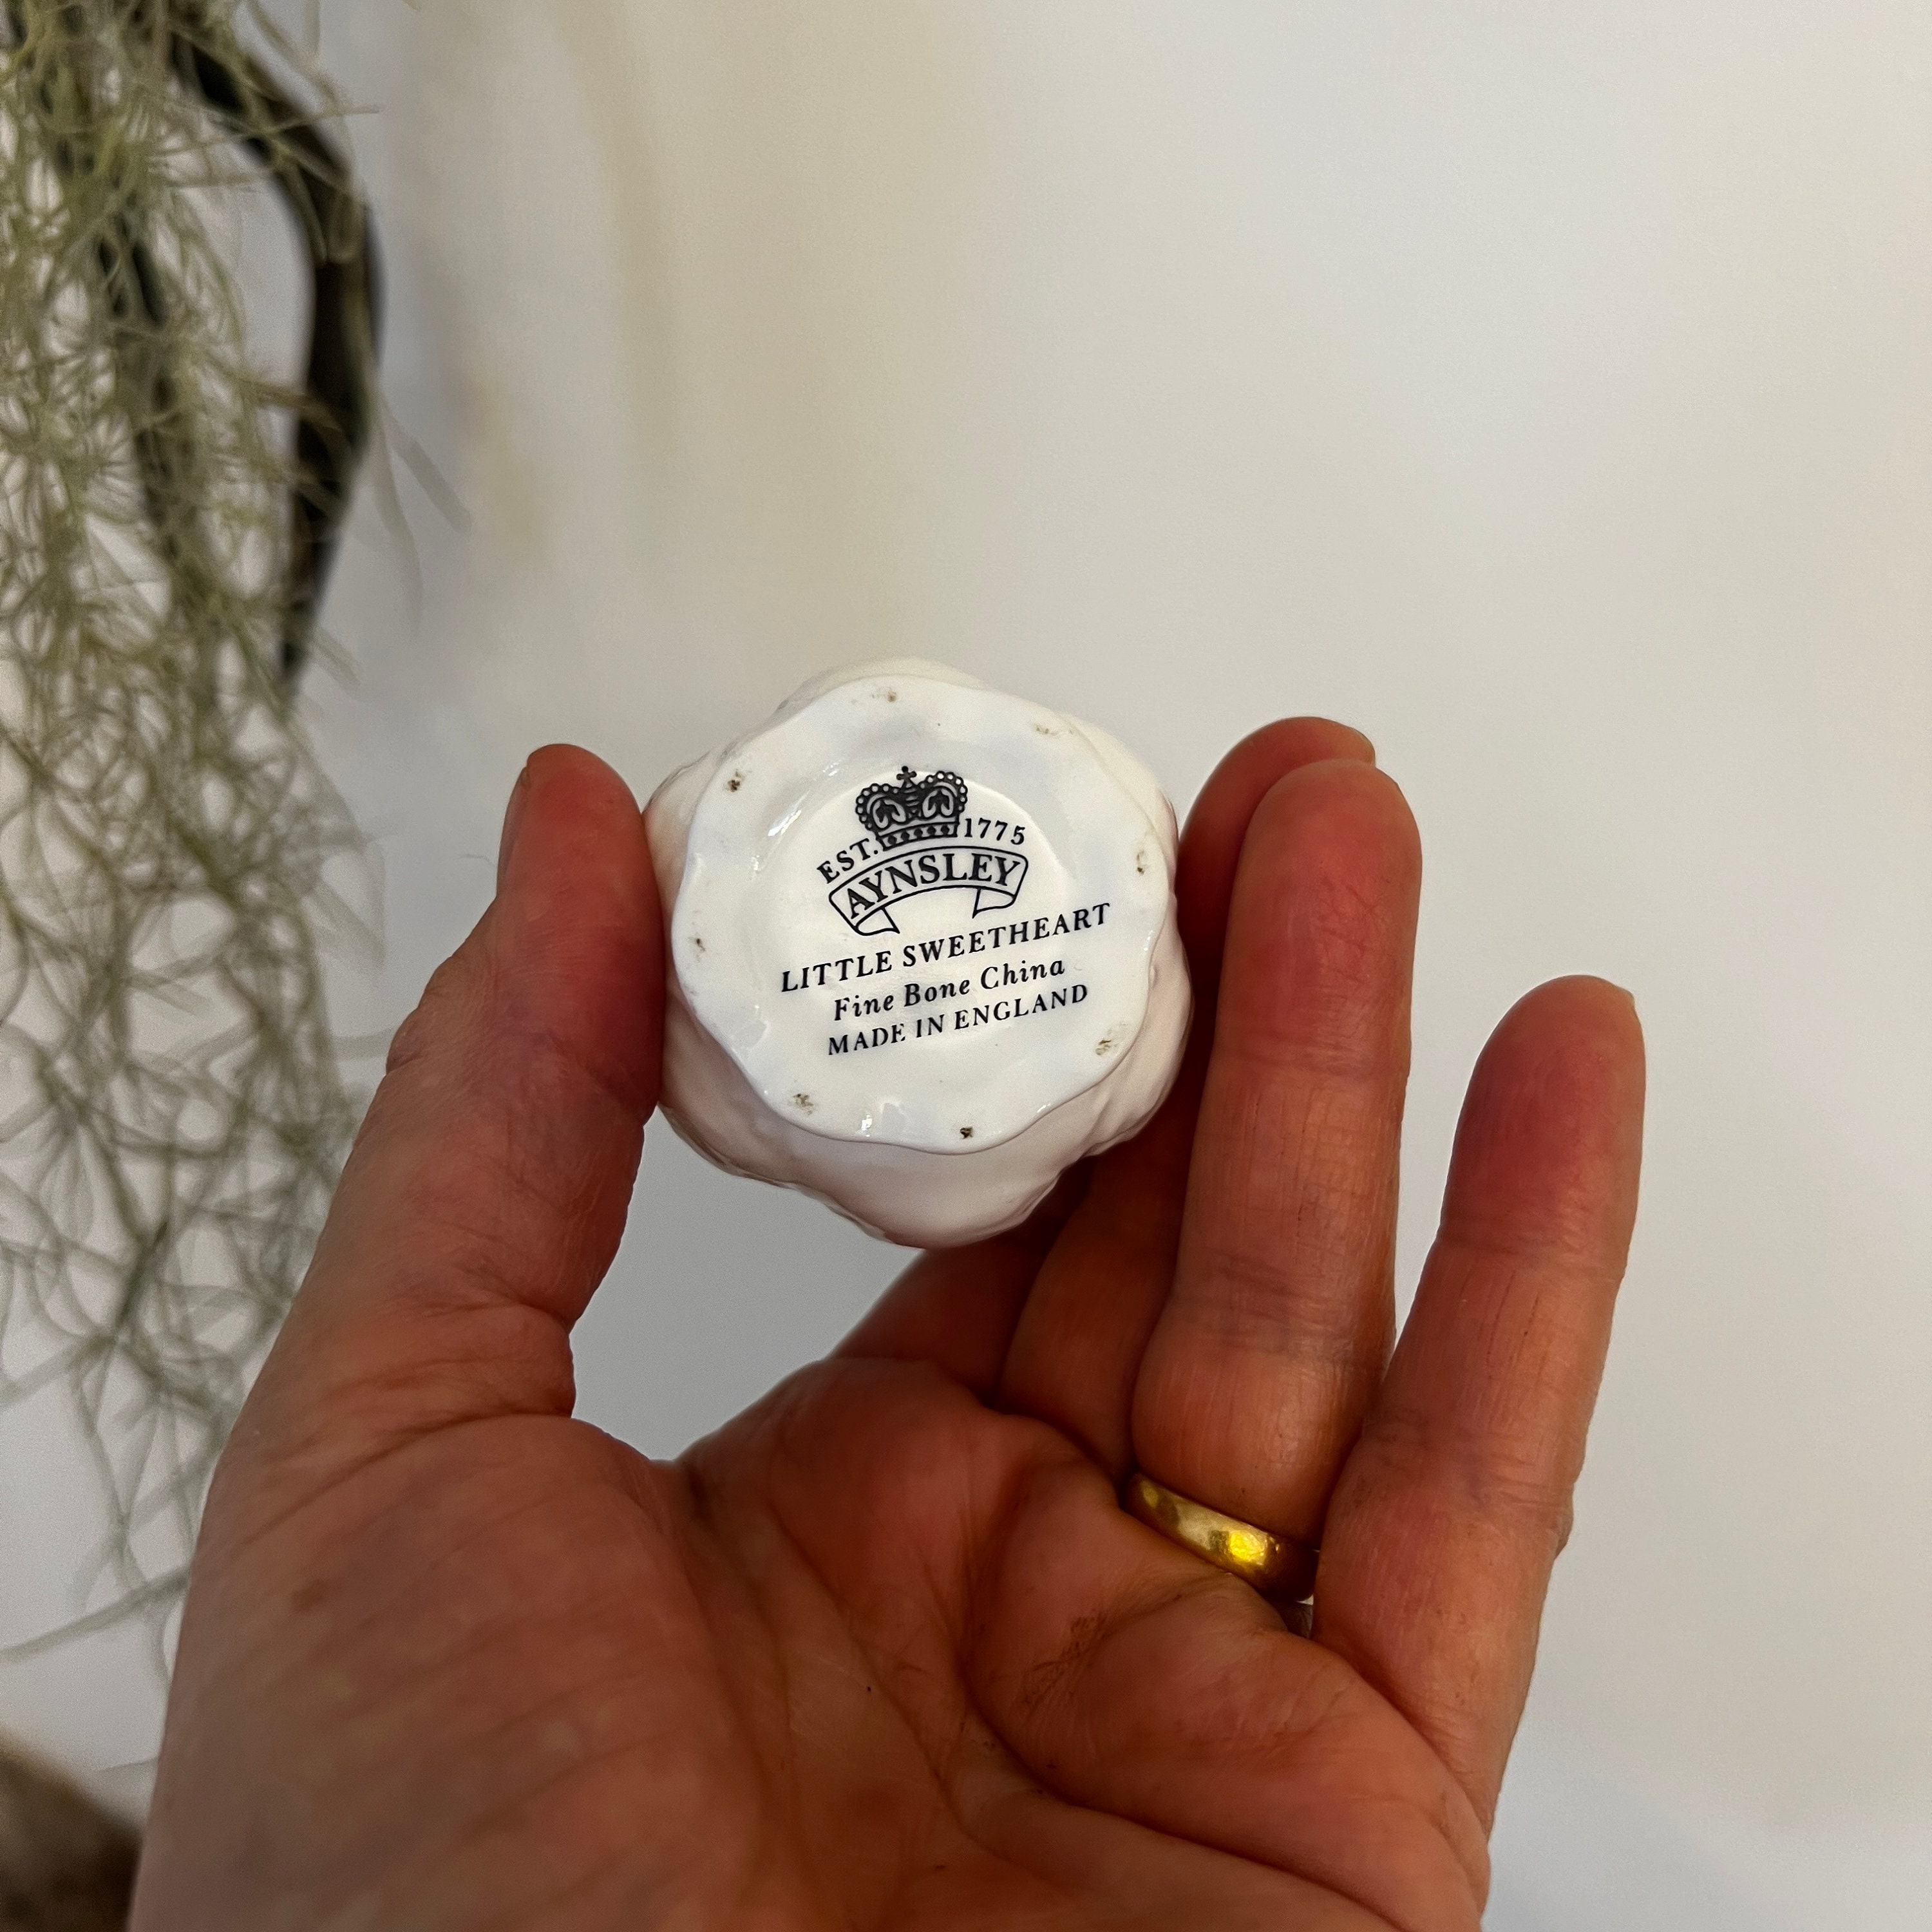 EST. 1775
AYNSLEY
LITTLE SWEETHEART
Fine Bone China
MADE IN ENGLAND